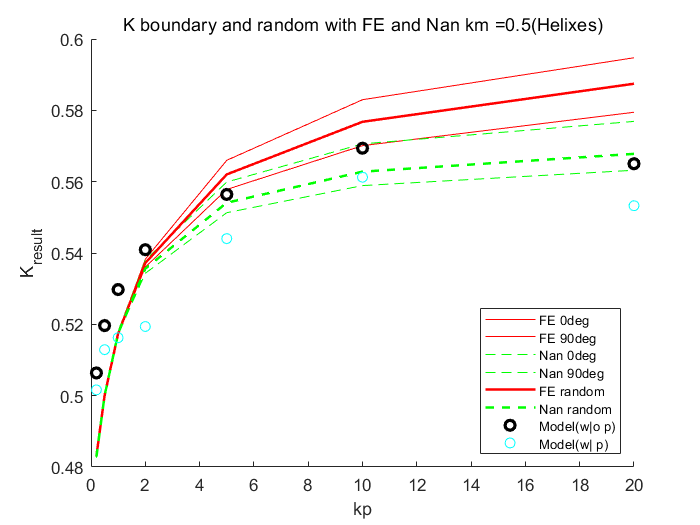 K boundary and random with FE and Nan km =0.5(Helixes)
0.6
0.58
0.56
0.54
0.52
0.5
0.48
K_result
0 2 4 6 8 10 12 14 16 18 20
kp
FE 0deg
FE 90deg
Nan 0deg
Nan 90deg
FE random
Nan random
Model(w|o p)
Model(w| p)